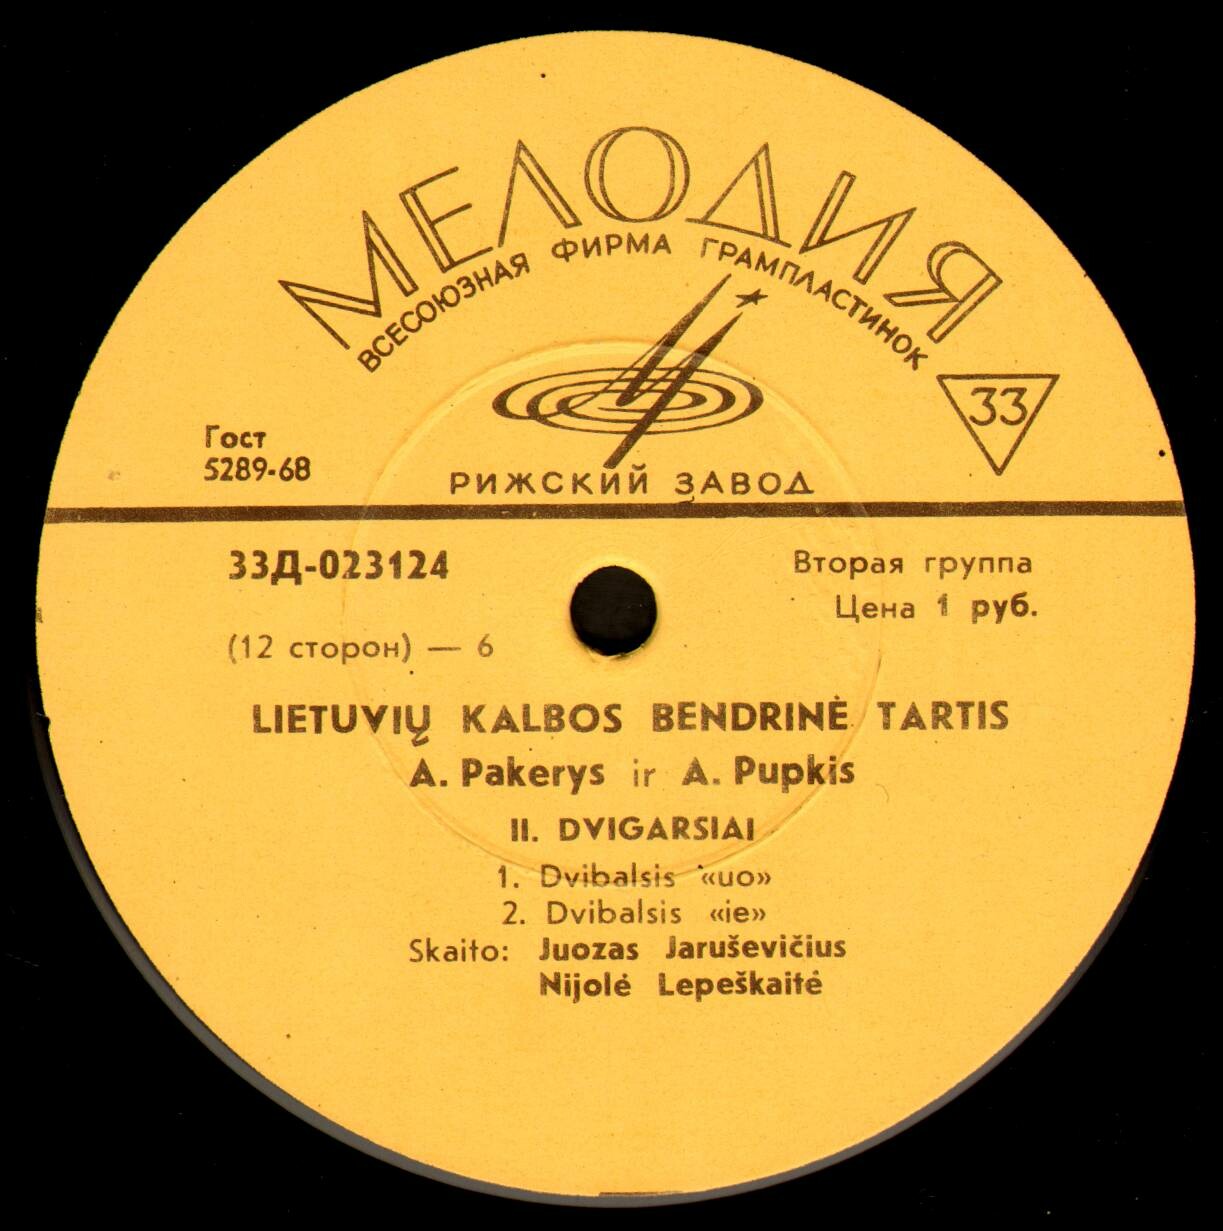 МЕЛОДИЯ
ВСЕСОЮЗНАЯ ФИРМА ГРАМПЛАСТИНОК
33
Гост
5289-68
РИЖСКИЙ ЗАВОД
33Д-023124
Вторая группа
Цена 1 руб.
(12 сторон) — 6
LIETUVIŲ KALBOS BENDRINĖ TARTIS
A. Pakerys ir A. Pupkis
II. DVIGARSIAI
1. Dvibalsis «uo»
2. Dvibalsis «ie»
Skaito: Juozas Jaruševičius
Nijolė Lepeškaitė